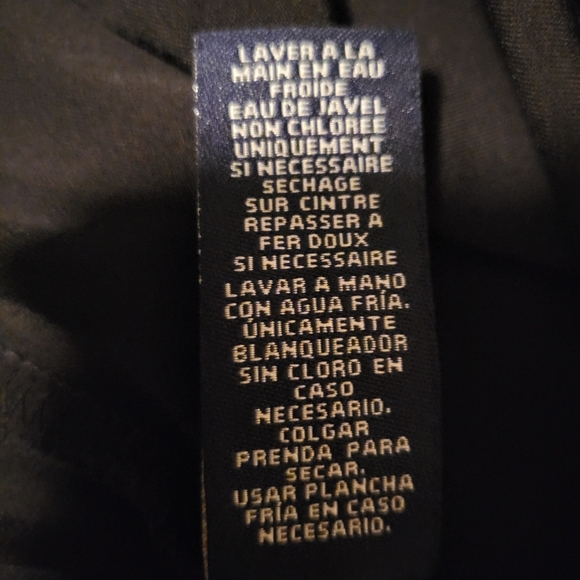 LAVER A LA
MAIN EN EAU
FROIDE
EAU DE JAVEL
NON CHLOREE
UNIQUEMENT
SI NECESSAIRE
SECHAGE
SUR CINTRE
REPASSER A
FER DOUX
SI NECESSAIRE
LAVAR A MANO
CON AGUA FRÍA.
ÚNICAMENTE
BLANQUEADOR
SIN CLORO EN
CASO
NECESARIO.
COLGAR
PRENDA PARA
SECAR.
USAR PLANCHA
FRÍA EN CASO
NECESARIO.